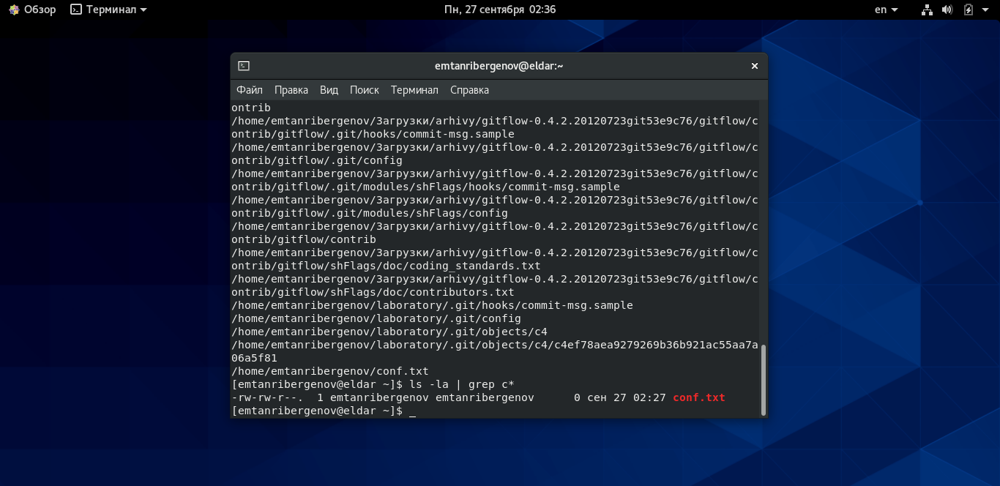 Обзор Терминал Пн, 27 сентября 02:36 en
emtanribergenov@eldar:~
Файл Правка Вид Поиск Терминал Справка
ontrib
/home/emtanribergenov/Загрузки/arhivy/gitflow-0.4.2.20120723git53e9c76/gitflow/c
ontrib/gitflow/.git/hooks/commit-msg.sample
/home/emtanribergenov/Загрузки/arhivy/gitflow-0.4.2.20120723git53e9c76/gitflow/c
ontrib/gitflow/.git/config
/home/emtanribergenov/Загрузки/arhivy/gitflow-0.4.2.20120723git53e9c76/gitflow/c
ontrib/gitflow/.git/modules/shFlags/hooks/commit-msg.sample
/home/emtanribergenov/Загрузки/arhivy/gitflow-0.4.2.20120723git53e9c76/gitflow/c
ontrib/gitflow/.git/modules/shFlags/config
/home/emtanribergenov/Загрузки/arhivy/gitflow-0.4.2.20120723git53e9c76/gitflow/c
ontrib/gitflow/contrib
/home/emtanribergenov/Загрузки/arhivy/gitflow-0.4.2.20120723git53e9c76/gitflow/c
ontrib/gitflow/shFlags/doc/coding_standards.txt
/home/emtanribergenov/Загрузки/arhivy/gitflow-0.4.2.20120723git53e9c76/gitflow/c
ontrib/gitflow/shFlags/doc/contributors.txt
/home/emtanribergenov/laboratory/.git/hooks/commit-msg.sample
/home/emtanribergenov/laboratory/.git/config
/home/emtanribergenov/laboratory/.git/objects/c4
/home/emtanribergenov/laboratory/.git/objects/c4/c4ef78aea9279269b36b921ac55aa7a
06a5f81
/home/emtanribergenov/conf.txt
[emtanribergenov@eldar ~]$ ls -la | grep c*
-rw-rw-r--.  1 emtanribergenov emtanribergenov      0 сен 27 02:27 conf.txt
[emtanribergenov@eldar ~]$ _